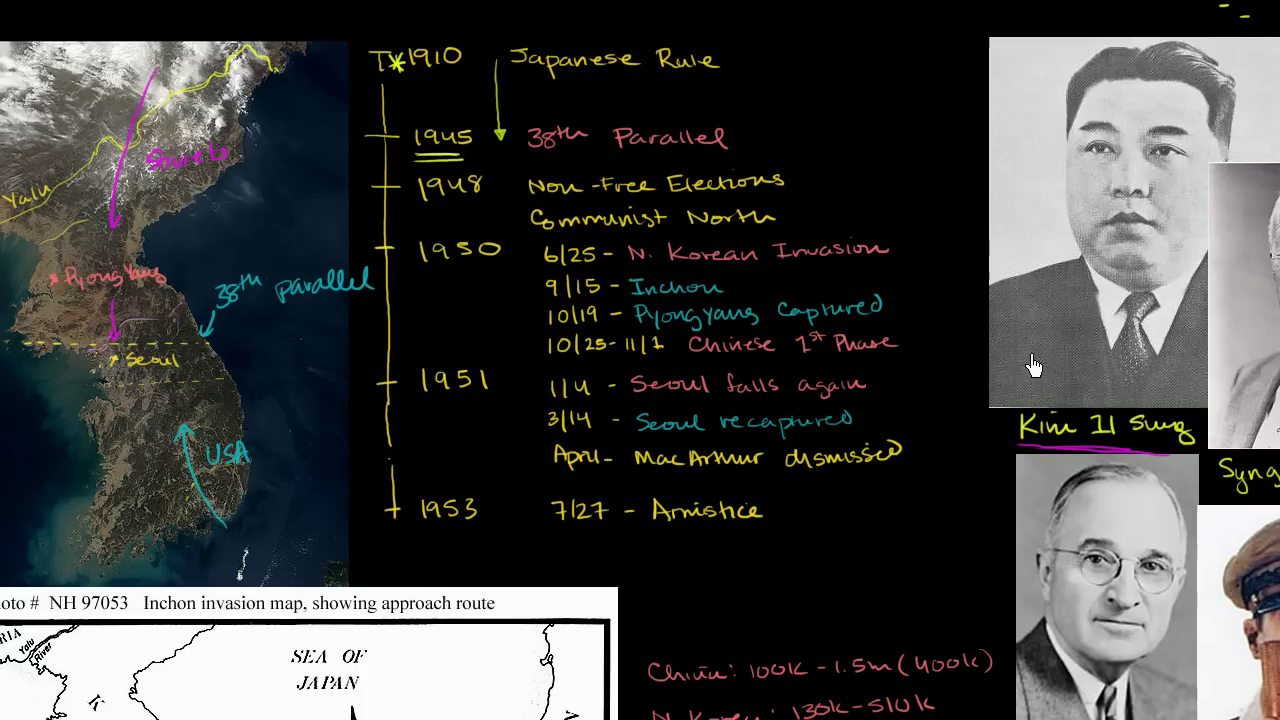 1910 Japanese Rule
1945 38th Parallel
1948 Non-Free Elections
Communist North
1950 6/25 - N. Korean Invasion
9/15 - Inchon
10/19 - Pyongyang Captured
10/25-11/1 Chinese 1st Phase
1951 1/4 - Seoul falls again
3/14 - Seoul recaptured
April - MacArthur dismissed
1953 7/27 - Armistice
Soviets
Yalu
Pyongyang
38th parallel
Seoul
USA
Kim Il Sung
Syng
oto # NH 97053 Inchon invasion map, showing approach route
RIA
Yalu
River
SEA OF
JAPAN
K
China: 100k - 1.5m (400k)
N. Korea: 130k-510k